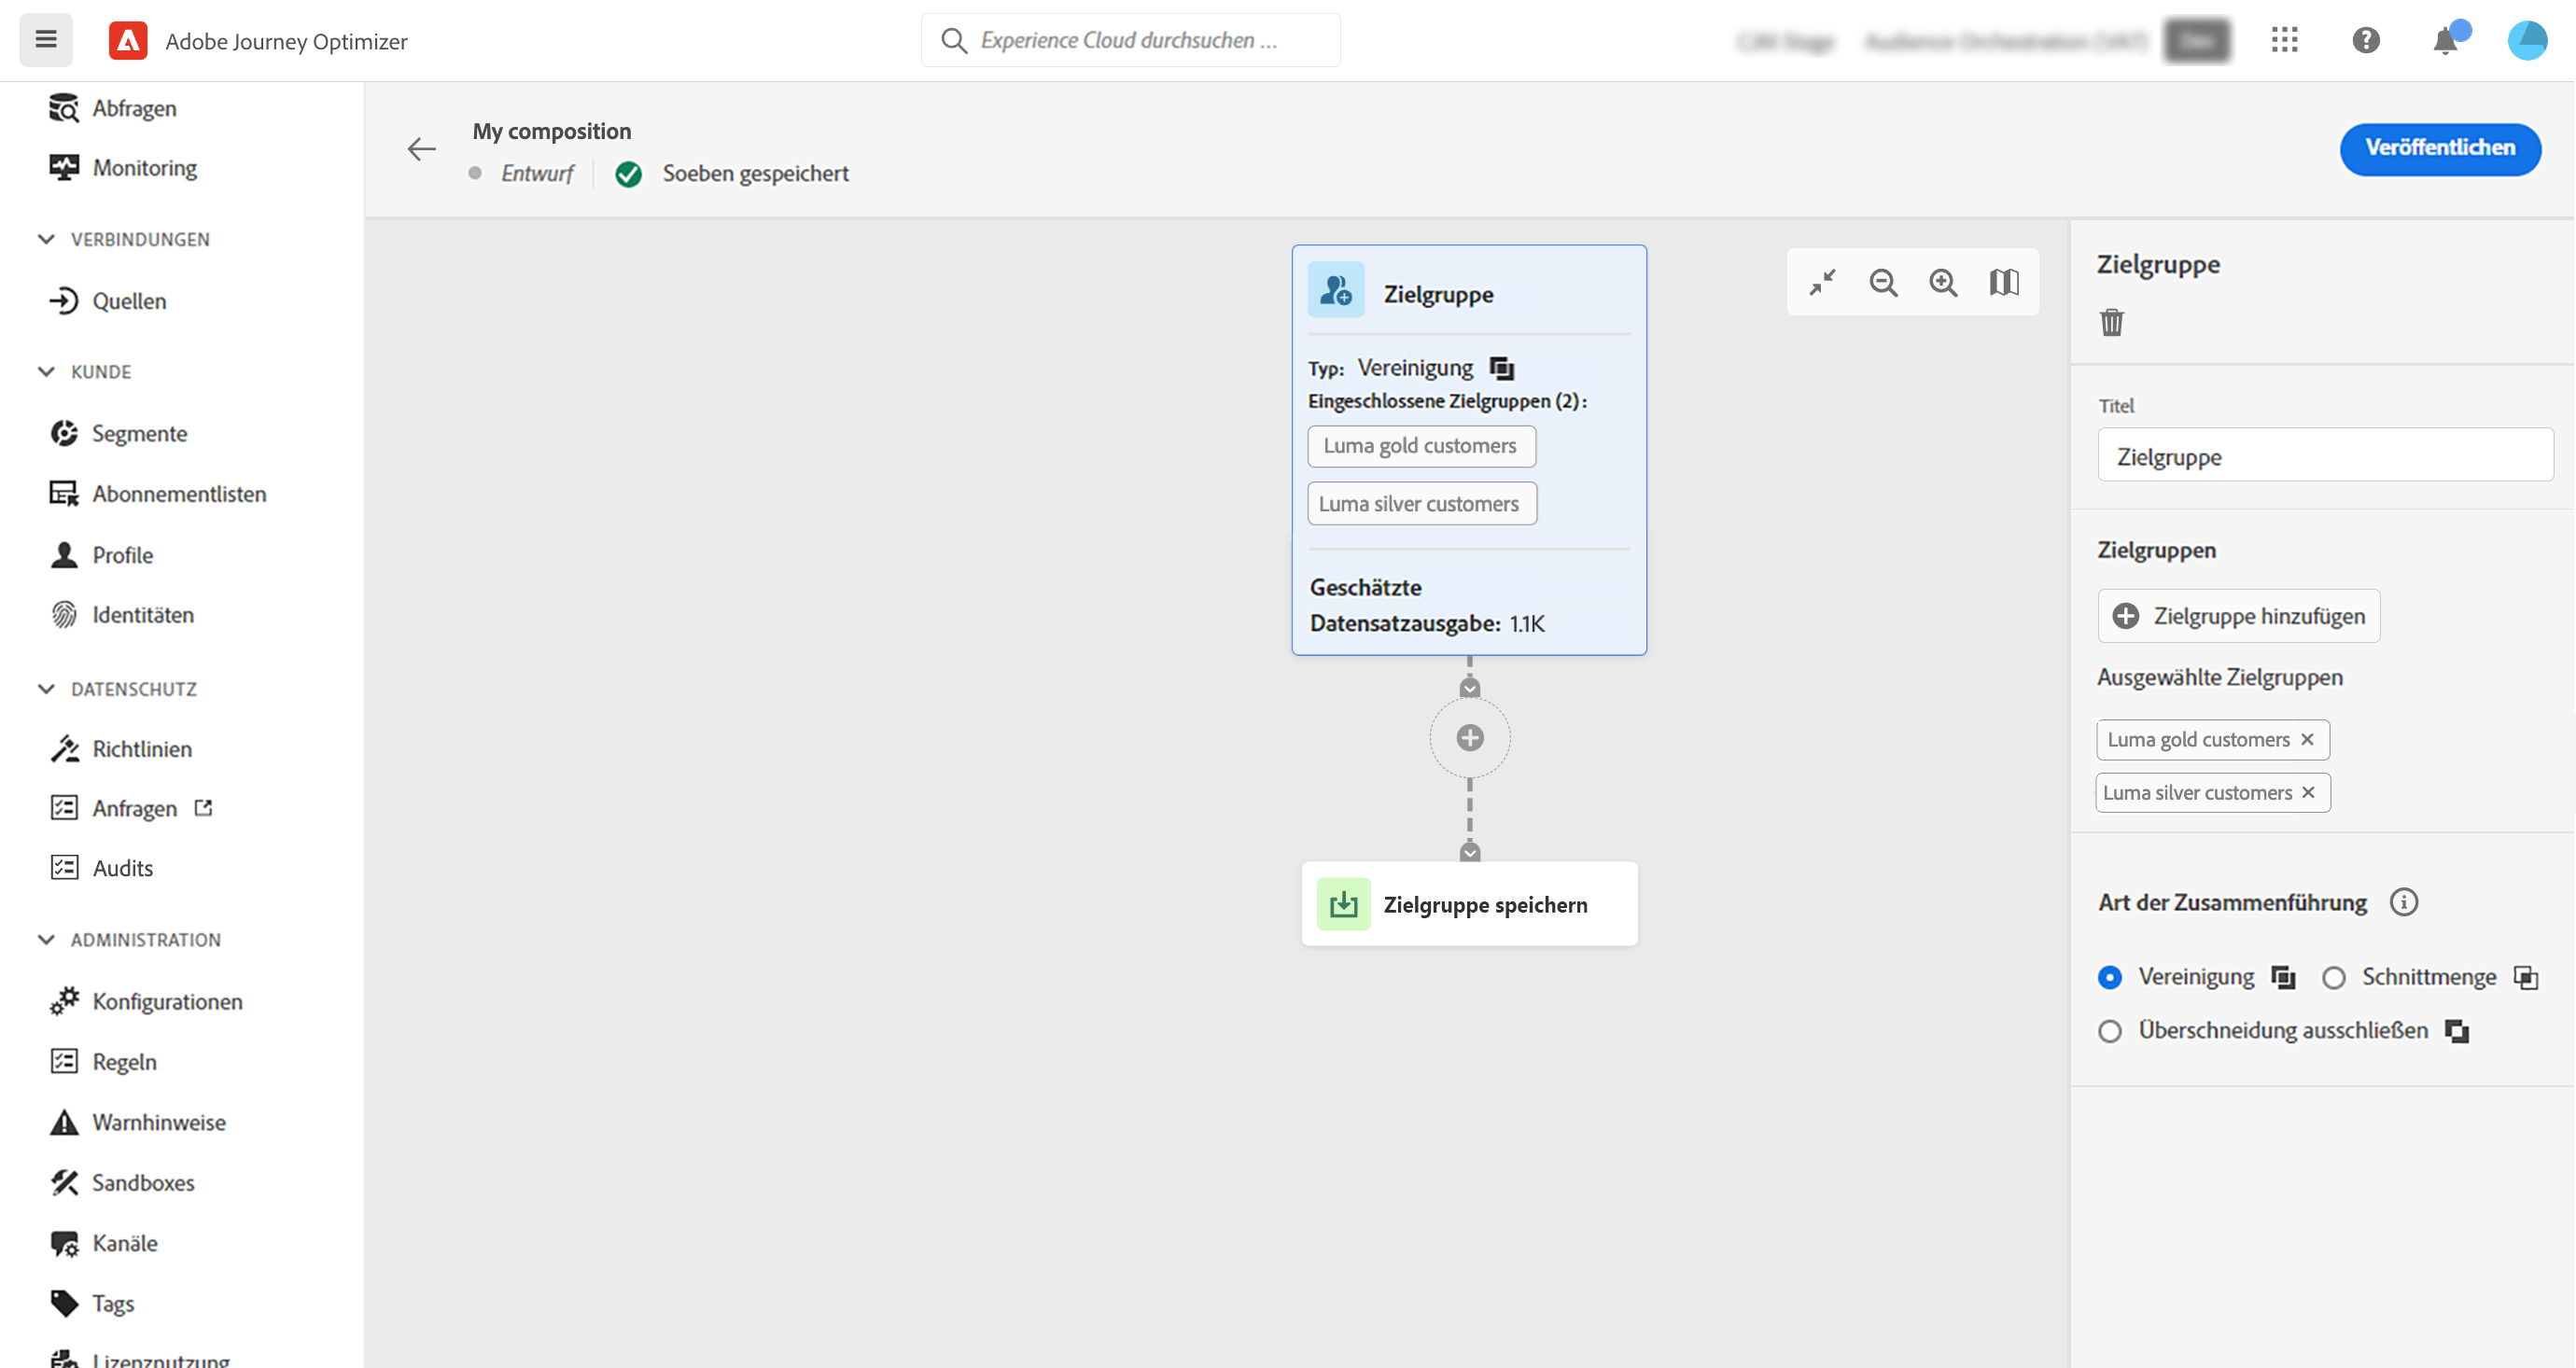 Adobe Journey Optimizer
Experience Cloud durchsuchen ...
Abfragen
Monitoring
VERBINDUNGEN
Quellen
KUNDE
Segmente
Abonnementlisten
Profile
Identitäten
DATENSCHUTZ
Richtlinien
Anfragen
Audits
ADMINISTRATION
Konfigurationen
Regeln
Warnhinweise
Sandboxes
Kanäle
Tags
Lizenznutzung
My composition
Entwurf
Soeben gespeichert
Veröffentlichen
Zielgruppe
Typ: Vereinigung
Eingeschlossene Zielgruppen (2):
Luma gold customers
Luma silver customers
Geschätzte
Datensatzausgabe: 1.1K
Zielgruppe speichern
Zielgruppe
Titel
Zielgruppe
Zielgruppen
Zielgruppe hinzufügen
Ausgewählte Zielgruppen
Luma gold customers
Luma silver customers
Art der Zusammenführung
Vereinigung
Schnittmenge
Überschneidung ausschließen